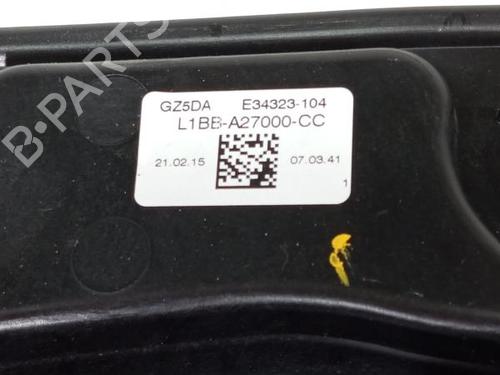 GZ5DA E34323-104
L1BB-A27000-CC
21.02.15 07.03.41
1
B-PARTS